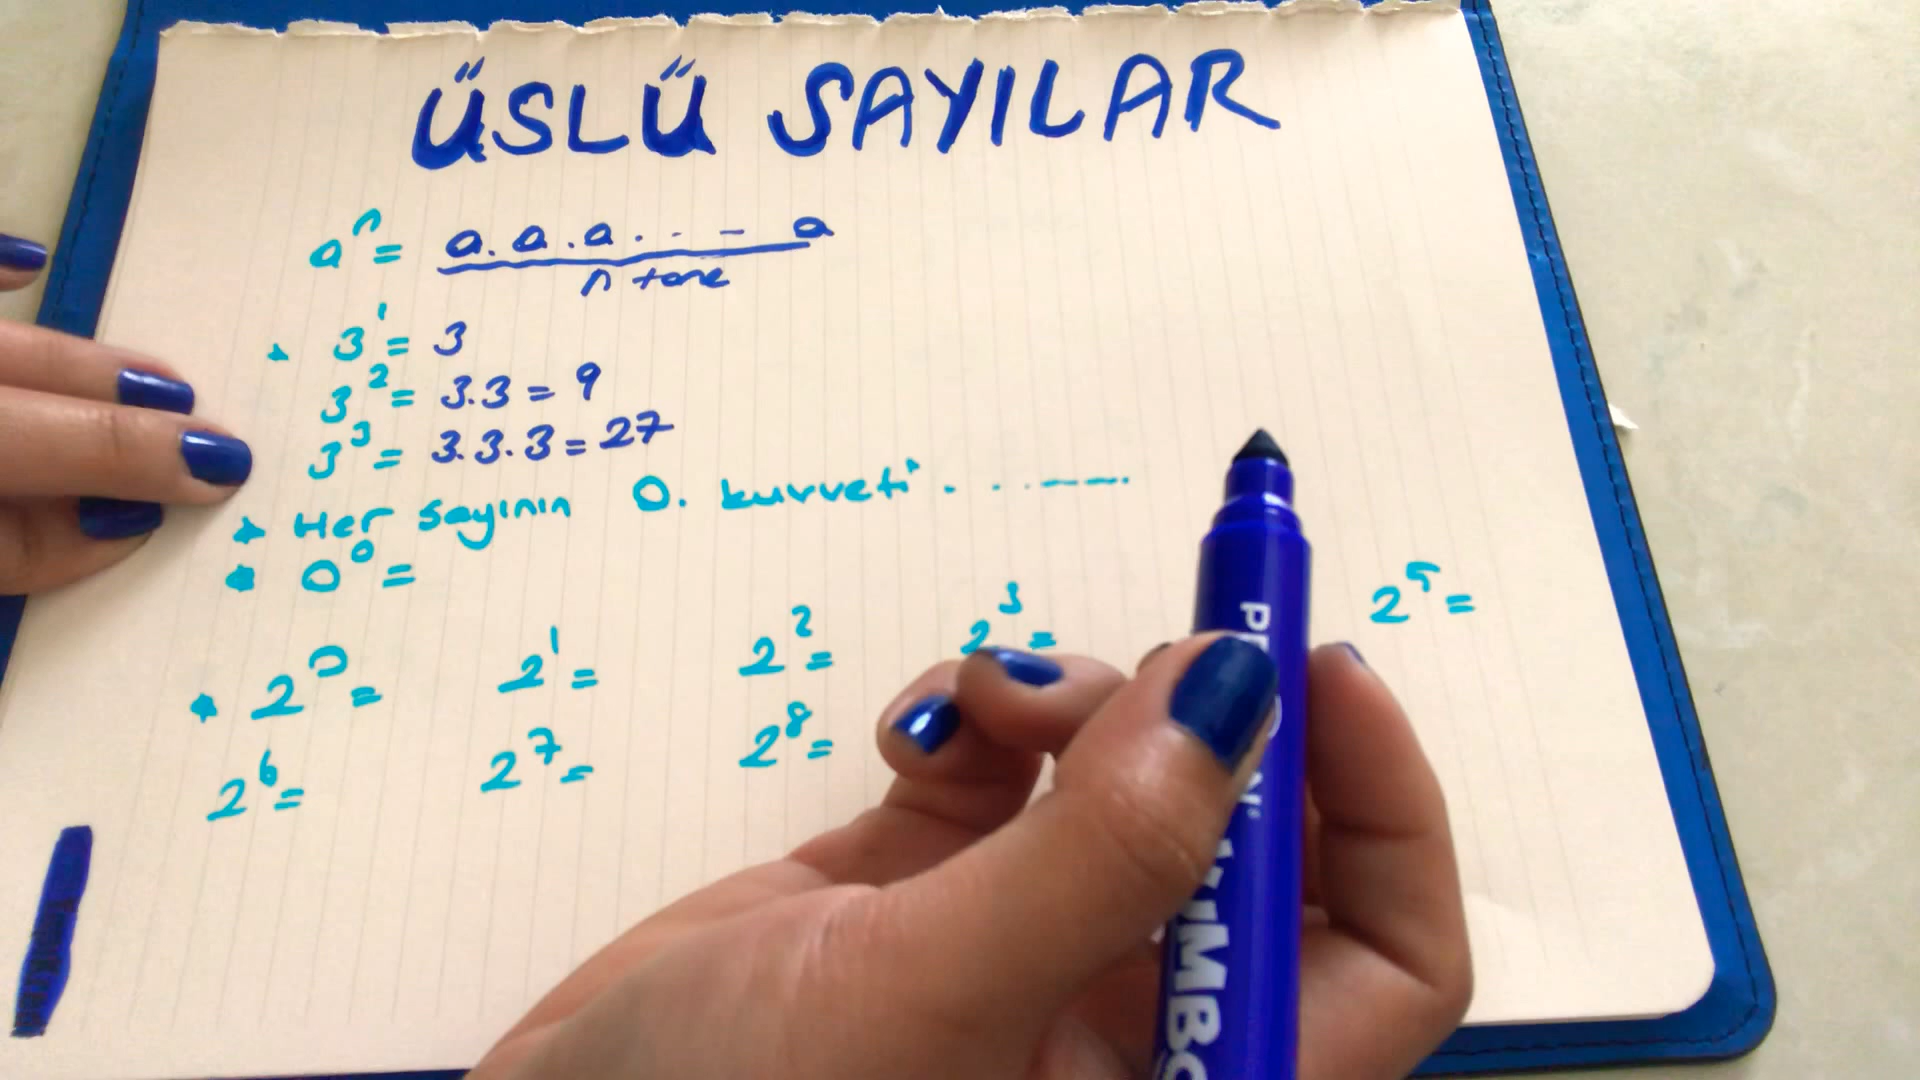 ÜSLÜ SAYILAR
aⁿ = a.a.a. . . - a
n tane
3¹ = 3
3² = 3.3 = 9
3³ = 3.3.3 = 27
Her sayının 0. kuvveti . . . -----.
0⁰ =
2⁰ = 2¹ = 2² = 2³ = 2⁵ =
2⁶ = 2⁷ = 2⁸ =